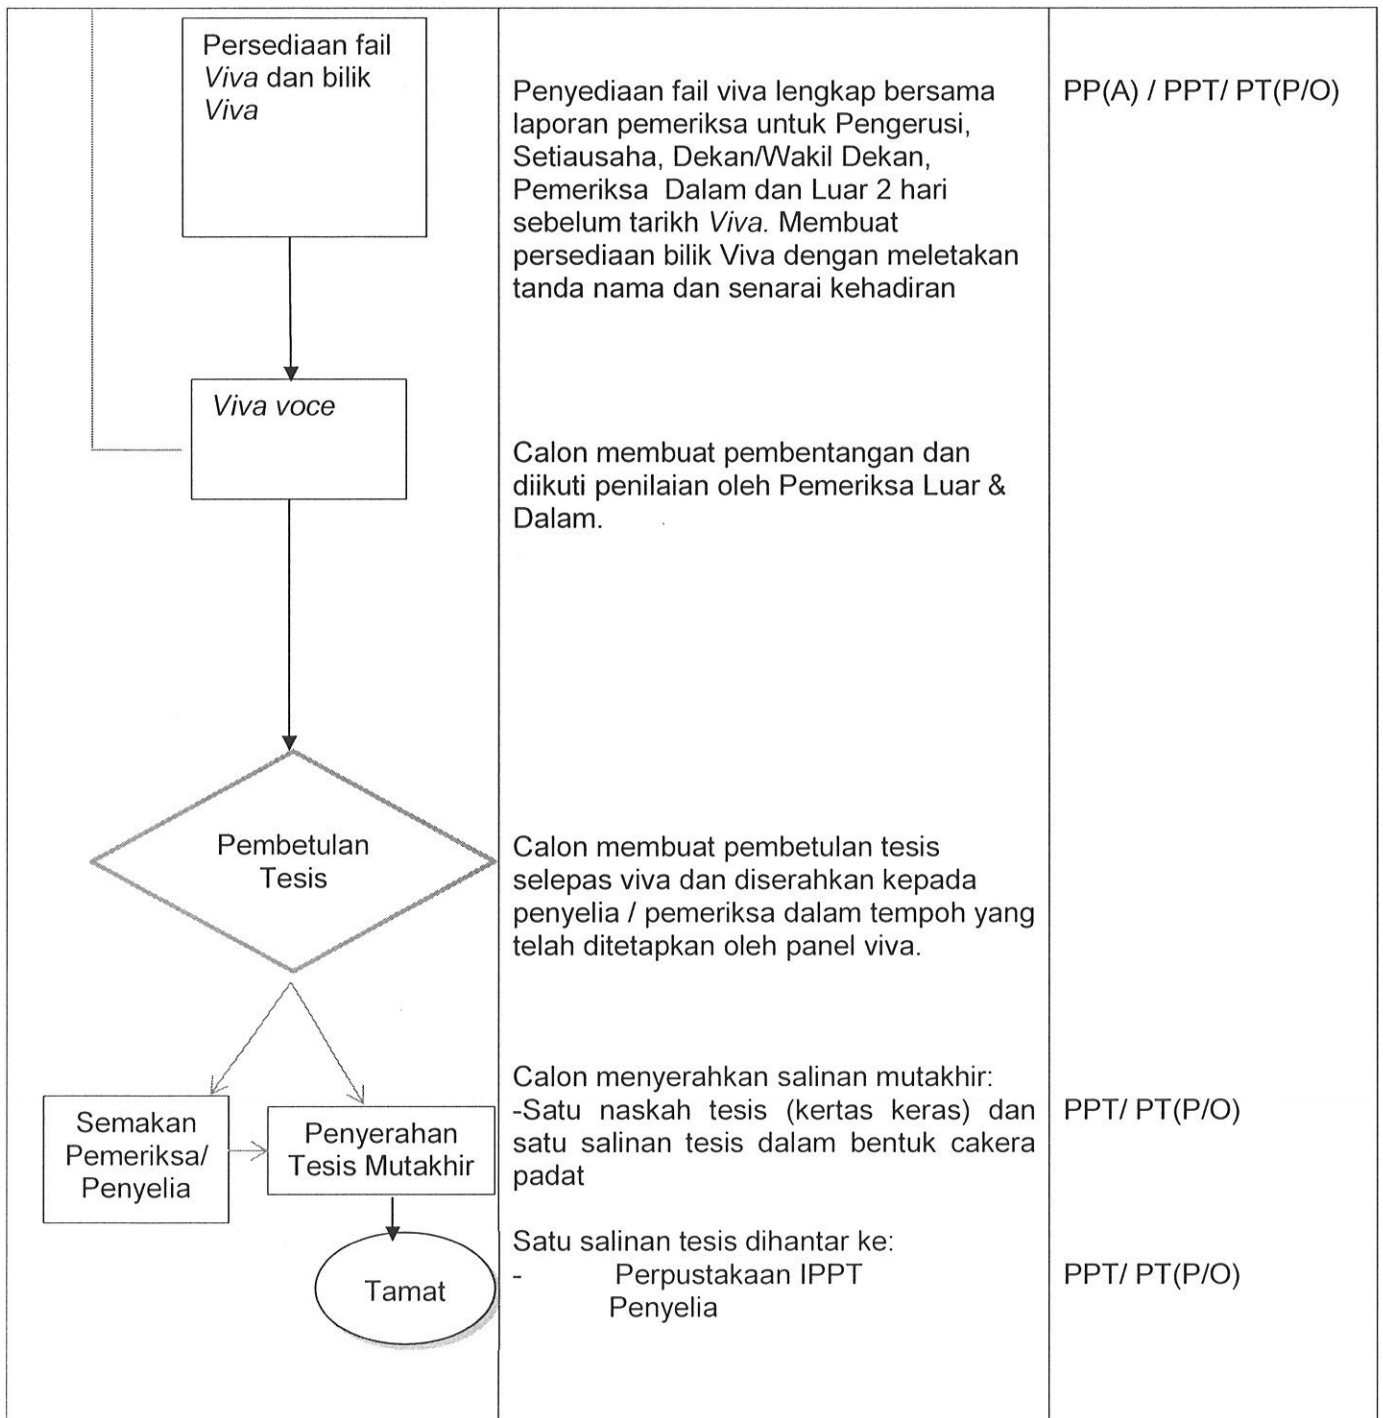 Persediaan fail
Viva dan bilik
Viva
Penyediaan fail viva lengkap bersama
laporan pemeriksa untuk Pengerusi,
Setiausaha, Dekan/Wakil Dekan,
Pemeriksa Dalam dan Luar 2 hari
sebelum tarikh Viva. Membuat
persediaan bilik Viva dengan meletakan
tanda nama dan senarai kehadiran
PP(A) / PPT/ PT(P/O)
Viva voce
Calon membuat pembentangan dan
diikuti penilaian oleh Pemeriksa Luar &
Dalam.
Pembetulan
Tesis
Calon membuat pembetulan tesis
selepas viva dan diserahkan kepada
penyelia / pemeriksa dalam tempoh yang
telah ditetapkan oleh panel viva.
Semakan
Pemeriksa/
Penyelia
Penyerahan
Tesis Mutakhir
Calon menyerahkan salinan mutakhir:
-Satu naskah tesis (kertas keras) dan
satu salinan tesis dalam bentuk cakera
padat
PPT/ PT(P/O)
Tamat
Satu salinan tesis dihantar ke:
- Perpustakaan IPPT
Penyelia
PPT/ PT(P/O)